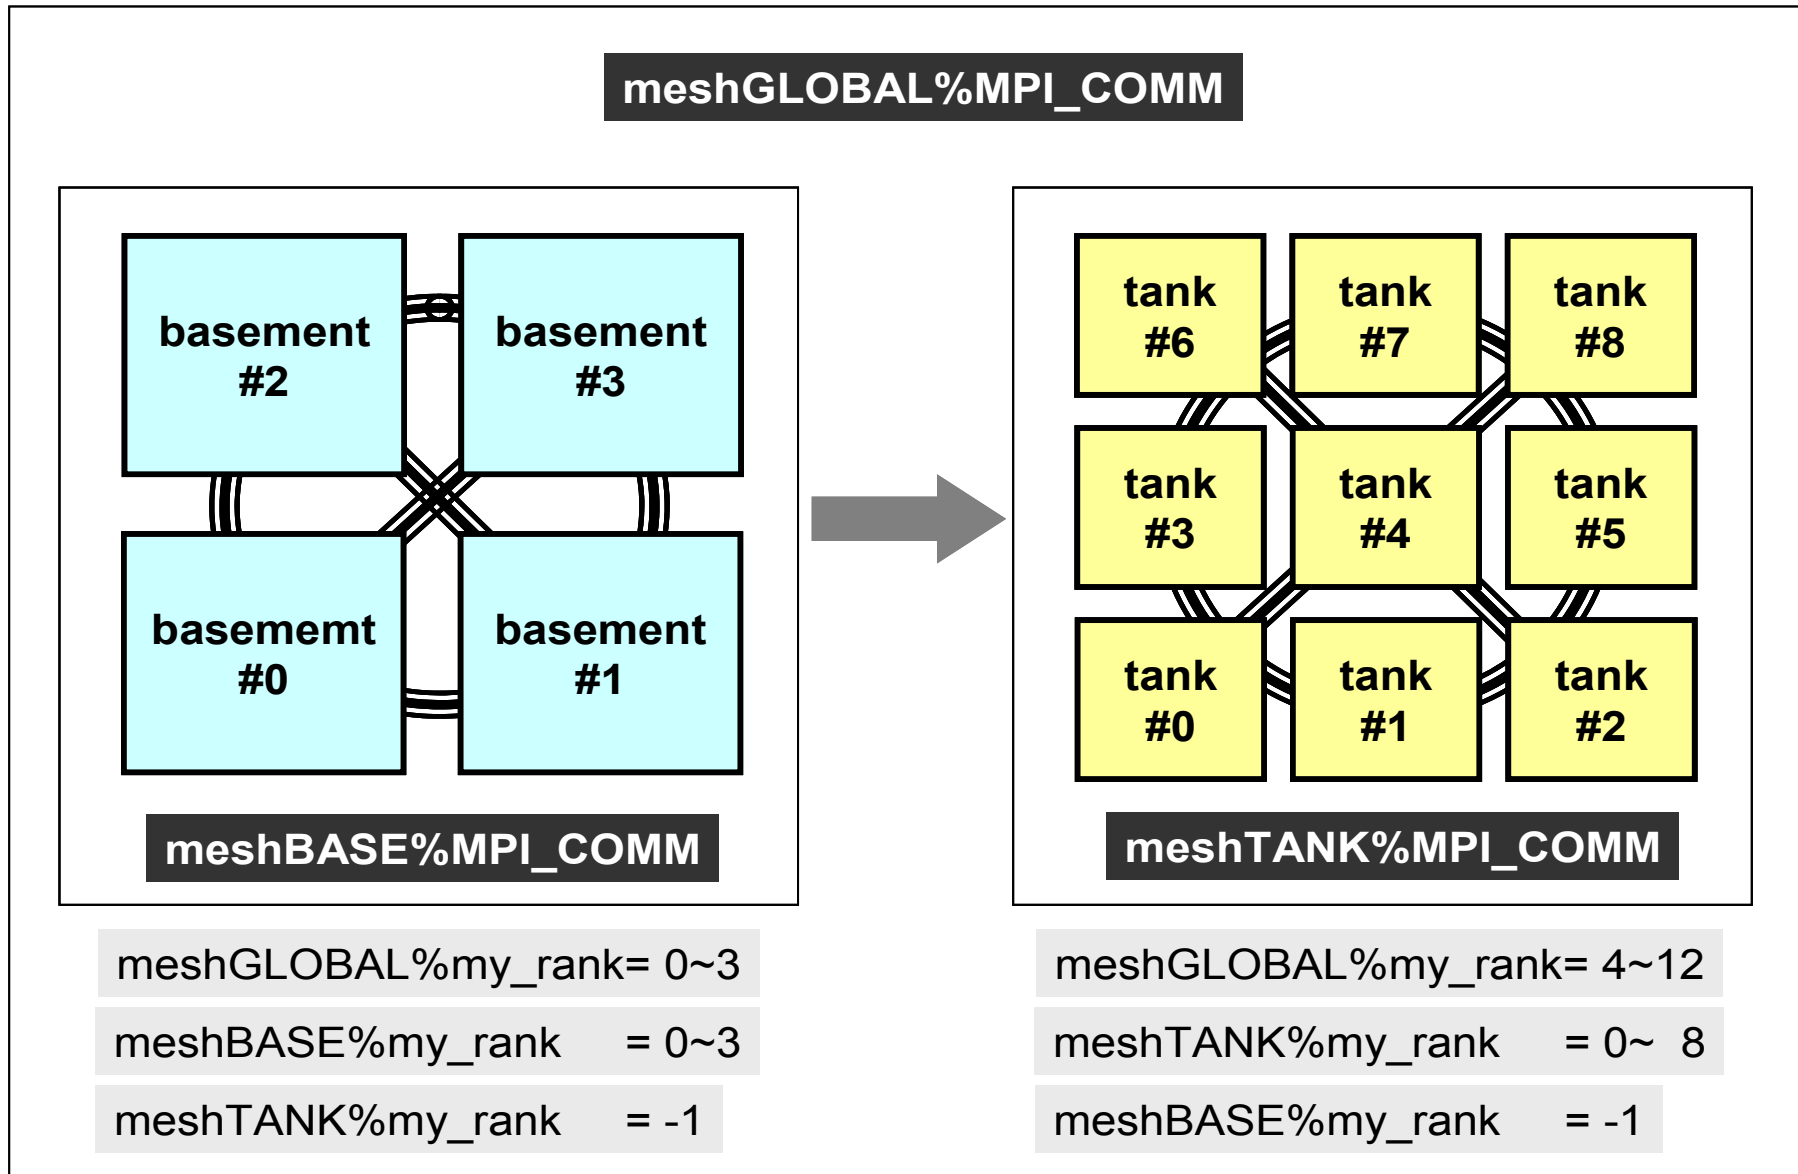 meshGLOBAL%MPI_COMM
basement
#2
basement
#3
basememt
#0
basement
#1
meshBASE%MPI_COMM
tank
#6
tank
#7
tank
#8
tank
#3
tank
#4
tank
#5
tank
#0
tank
#1
tank
#2
meshTANK%MPI_COMM
meshGLOBAL%my_rank= 0~3
meshBASE%my_rank = 0~3
meshTANK%my_rank = -1
meshGLOBAL%my_rank= 4~12
meshTANK%my_rank = 0~ 8
meshBASE%my_rank = -1